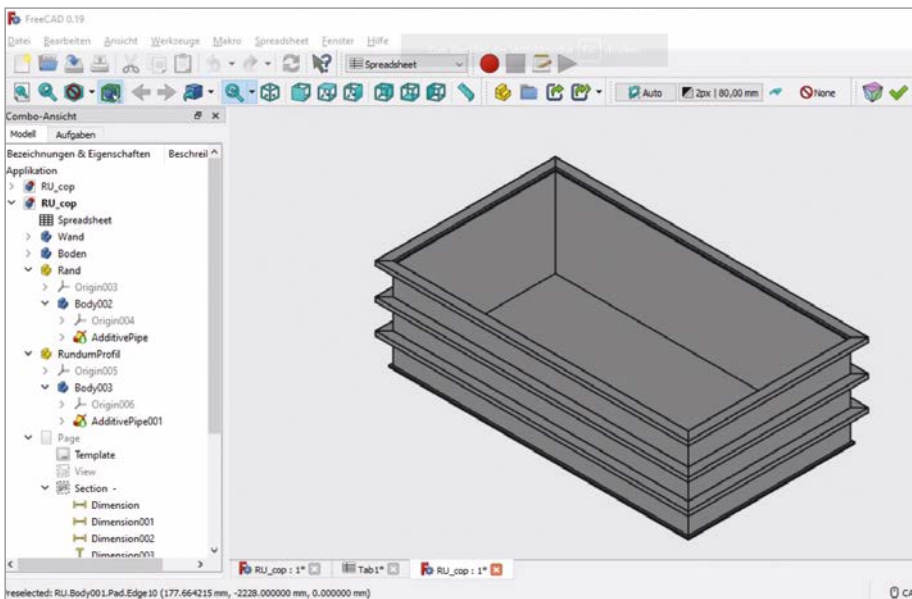 FreeCAD 0.19
Datei Bearbeiten Ansicht Werkzeuge Makro Spreadsheet Fenster Hilfe
Spreadsheet
Auto 2px | 80,00 mm None
Combo-Ansicht
Modell Aufgaben
Bezeichnungen & Eigenschaften Beschreil
Applikation
RU_cop
RU_cop
Spreadsheet
Wand
Boden
Rand
Origin003
Body002
Origin004
AdditivePipe
RundumProfil
Origin005
Body003
Origin006
AdditivePipe001
Page
Template
View
Section -
Dimension
Dimension001
Dimension002
Dimension003
RU_cop : 1* Tab1* RU_cop : 1*
reselected: RU.Body001.Pad.Edge10 (177.664215 mm, -2228.000000 mm, 0.000000 mm) CA